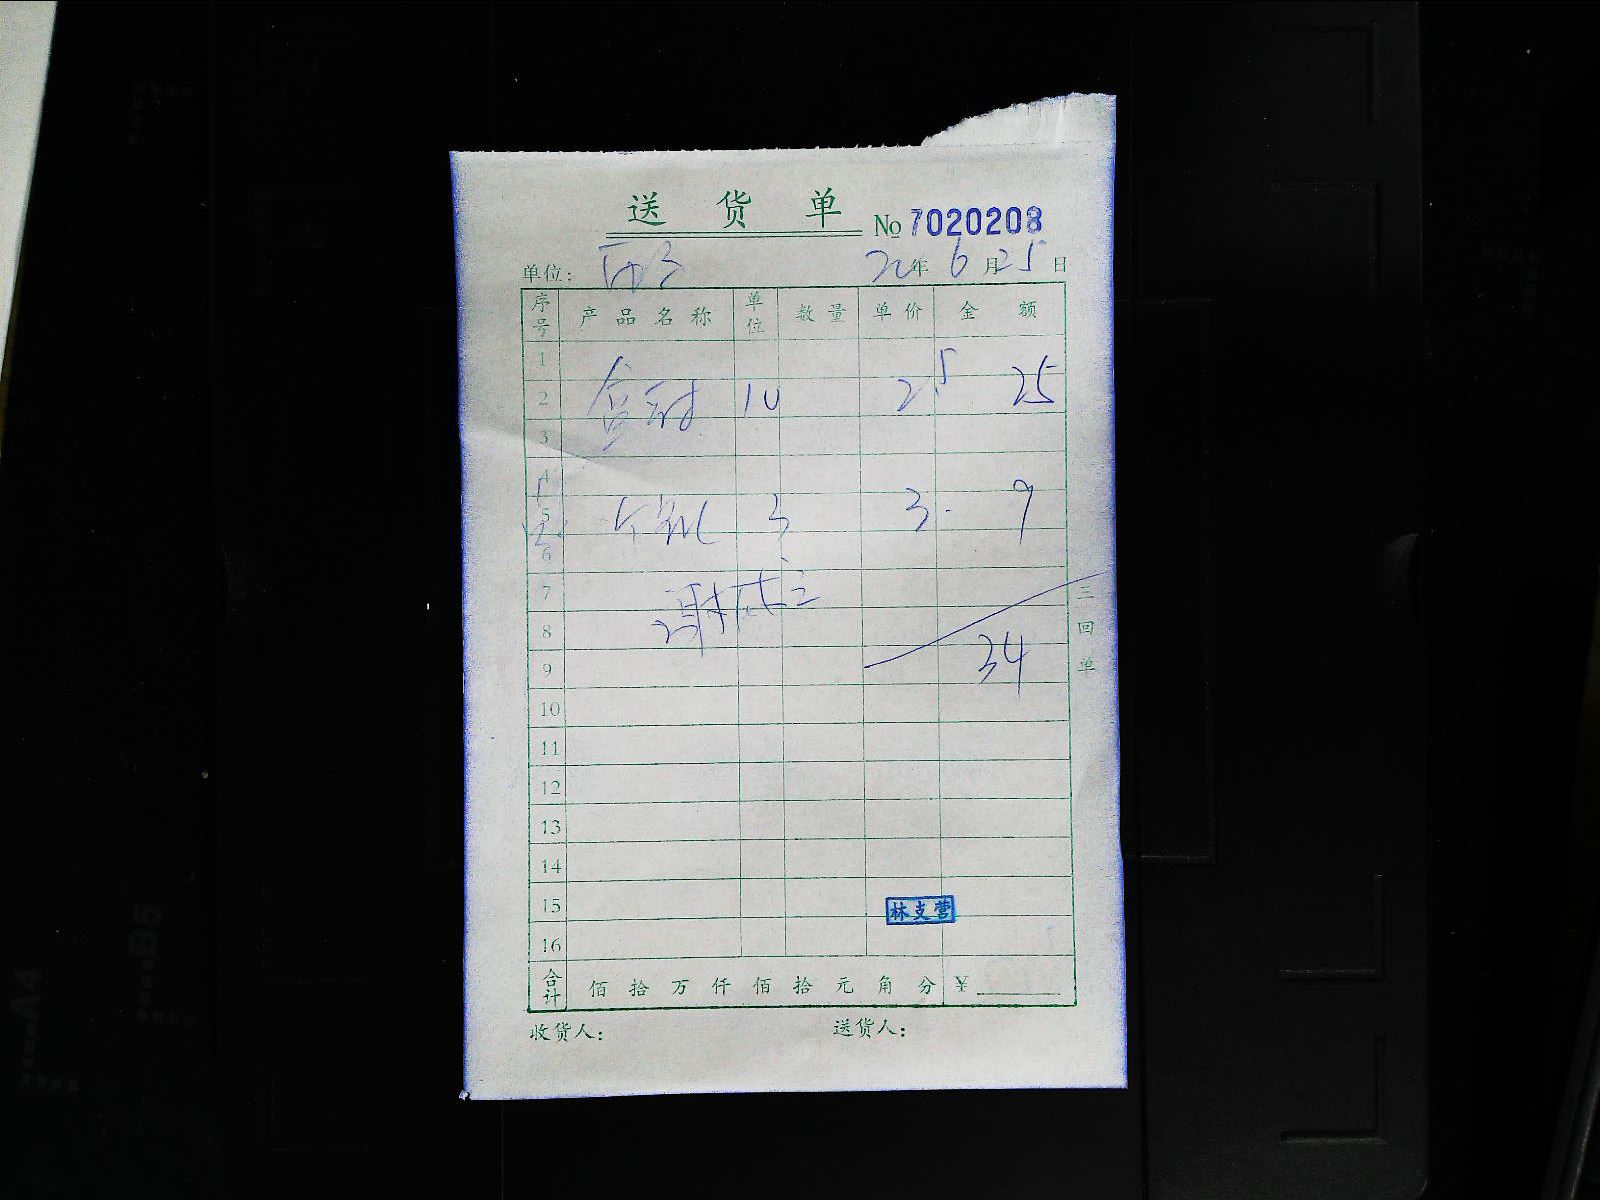 送 货 单 No 7020208
单位: 20年 6月25日
序号 产品名称 单位 数量 单价 金额
1
2 10 2.5 25
3
4
5 3 3. 9
6
7
8
34
9
10
11
12
13
14
15 林支营
16
合计 佰 拾 万 仟 佰 拾 元 角 分 ¥
收货人: 送货人:
三回单